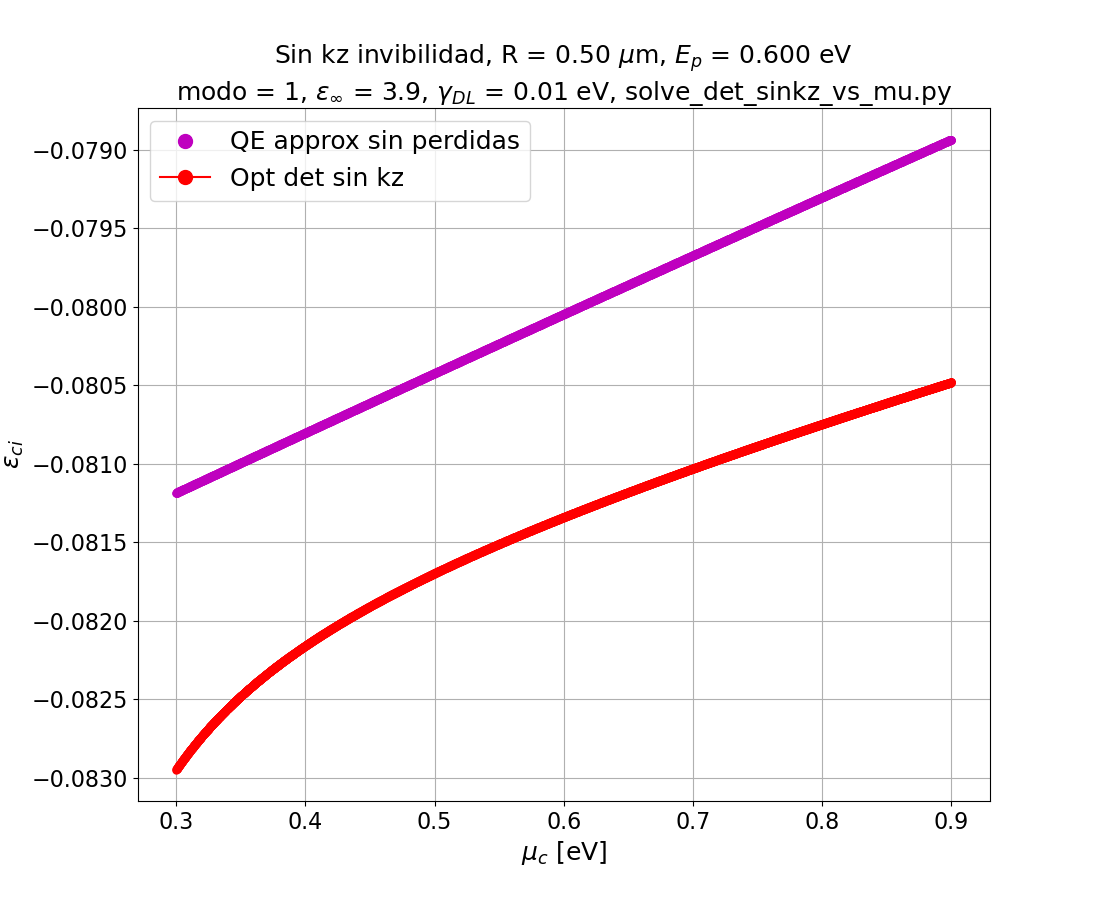 Sin kz invibilidad, R = 0.50 μm, E_p = 0.600 eV
modo = 1, ε_∞ = 3.9, γ_DL = 0.01 eV, solve_det_sinkz_vs_mu.py
QE approx sin perdidas
Opt det sin kz
−0.0790
−0.0795
−0.0800
−0.0805
−0.0810
−0.0815
−0.0820
−0.0825
−0.0830
ε_ci
0.3 0.4 0.5 0.6 0.7 0.8 0.9
μ_c [eV]